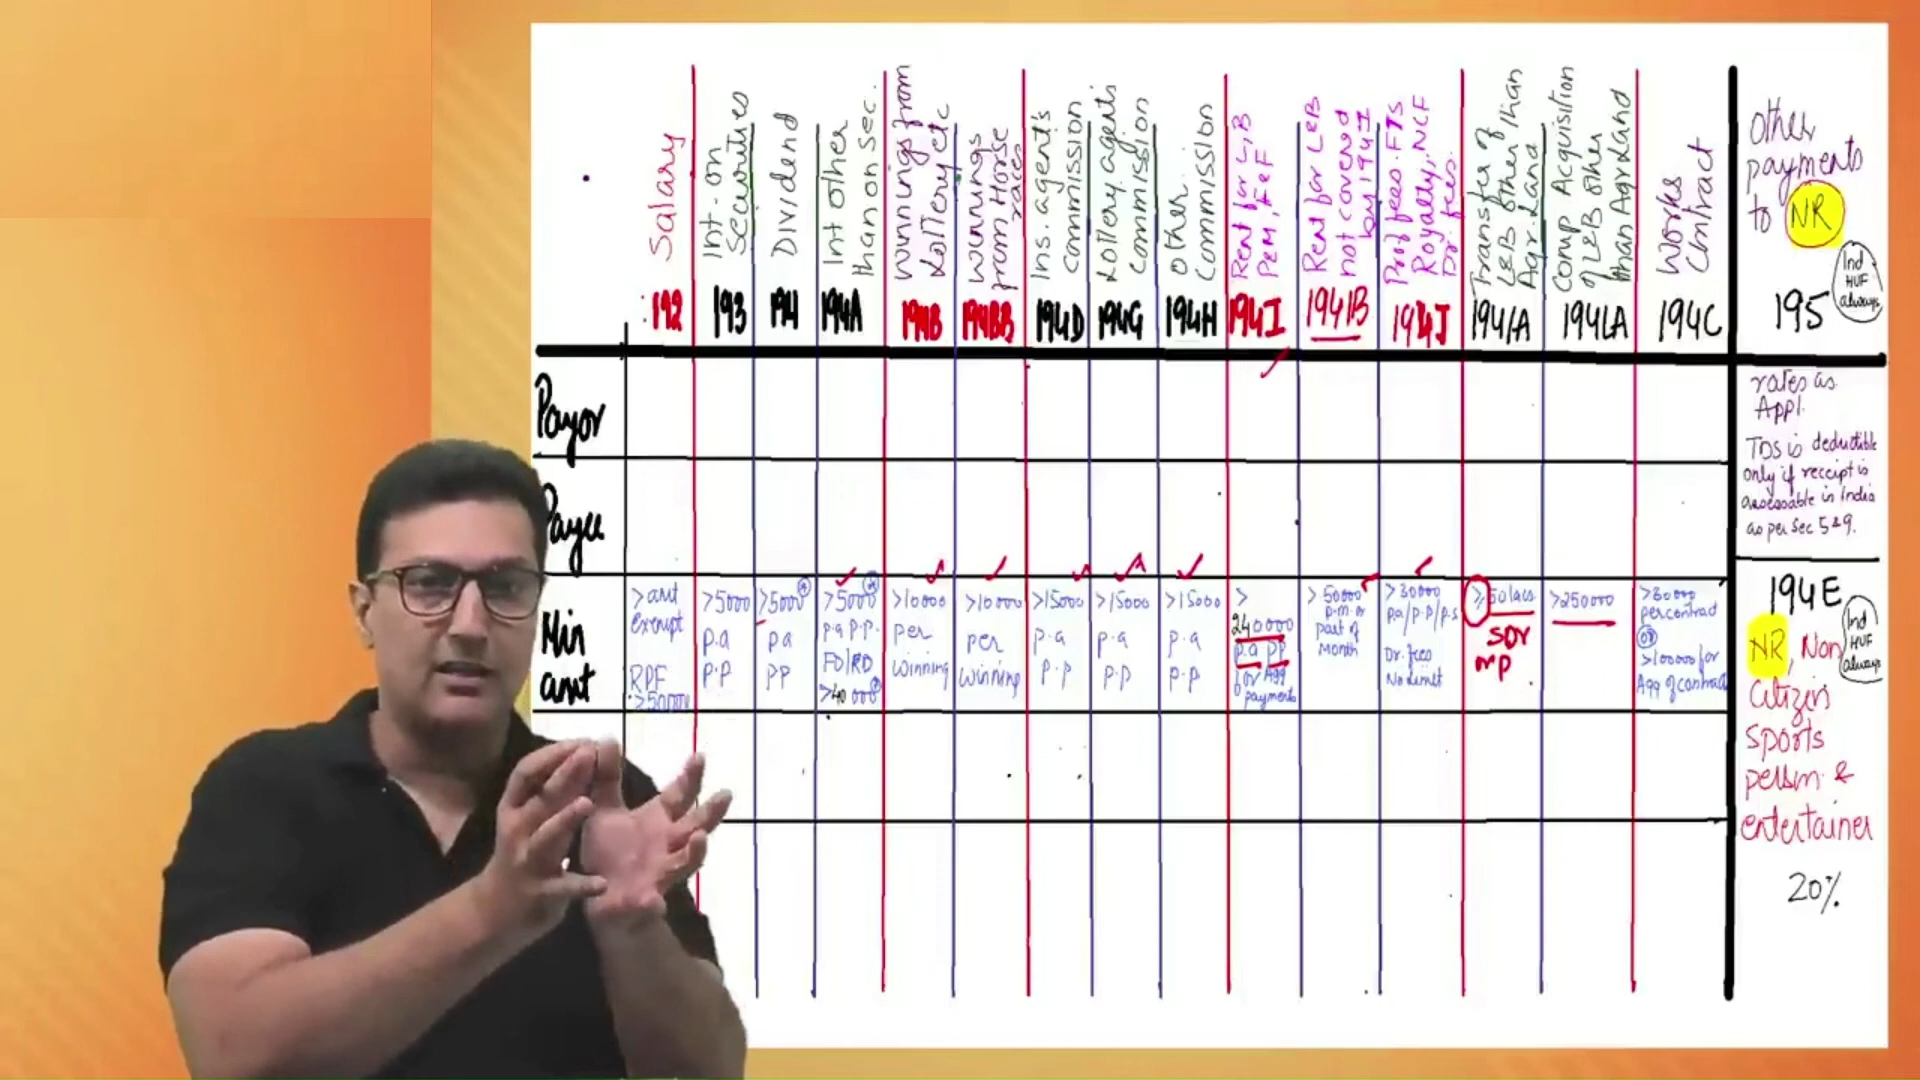 Salary
Int. on
Securities
Dividend
Int other
than on sec.
Winnings from
Lottery etc
Winnings
from Horse
races
Ins. agent's
commission
Lottery agent's
commission
other
commission
Rent for L,B
P&M, F&F
Rent for L&B
not covered
by 194I
Prof fees, FTS
Royalty, NCF
Dr. fees
Transfer of
L&B other than
Agr. Land
Comp Acquisition
of L&B other
than Agr Land
Works
Contract
other
payments
to NR
Ind
HUF
always
192 193 194 194A 194B 194BB 194D 194G 194H 194I 194IB 194J 194IA 194LA 194C 195
Payor
Payee
Min
amt
>amt
exempt
RPF
>50000
>5000
p.a
p.p
>5000
pa
pp
>5000
p.a p.p.
FD/RD
>40000
>10000
per
winning
>10000
per
winning
>15000
p.a
p.p
>15000
p.a
p.p
>15000
p.a
p.p
>
240000
p.a pp
or Agg
payments
>50000
p.m. or
part of
Month
>30000
pa/p.p/p.s
Dr. fees
No limit
≥50 lacs
SDV
or P
>250000
>30000
per contract
OR
>100000 for
Agg of contract
rates as
Appl.
TDS is deductible
only if receipt is
assessable in India
as per Sec 5&9.
194E
NR, Non
Ind
HUF
always
Citizen
sports
person &
entertainer
20%